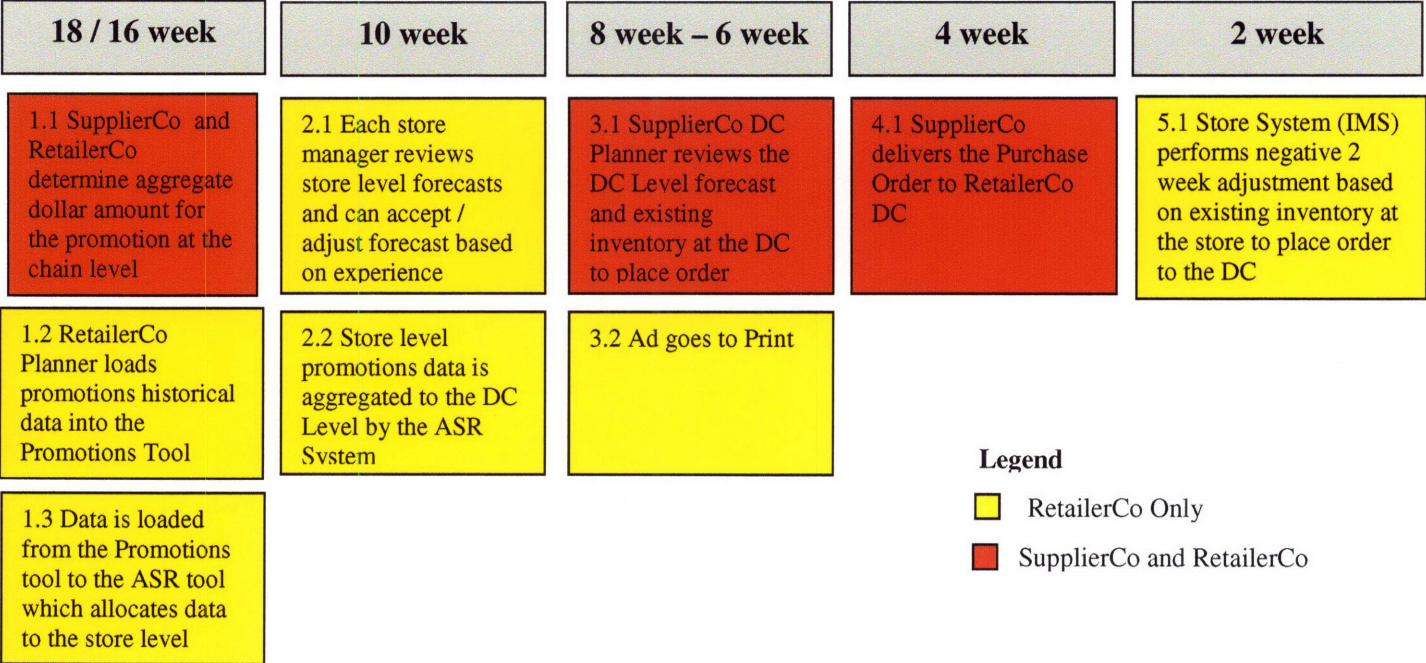 18 / 16 week
10 week
8 week – 6 week
4 week
2 week
1.1 SupplierCo and
RetailerCo
determine aggregate
dollar amount for
the promotion at the
chain level
2.1 Each store
manager reviews
store level forecasts
and can accept /
adjust forecast based
on experience
3.1 SupplierCo DC
Planner reviews the
DC Level forecast
and existing
inventory at the DC
to place order
4.1 SupplierCo
delivers the Purchase
Order to RetailerCo
DC
5.1 Store System (IMS)
performs negative 2
week adjustment based
on existing inventory at
the store to place order
to the DC
1.2 RetailerCo
Planner loads
promotions historical
data into the
Promotions Tool
2.2 Store level
promotions data is
aggregated to the DC
Level by the ASR
System
3.2 Ad goes to Print
1.3 Data is loaded
from the Promotions
tool to the ASR tool
which allocates data
to the store level
Legend
RetailerCo Only
SupplierCo and RetailerCo